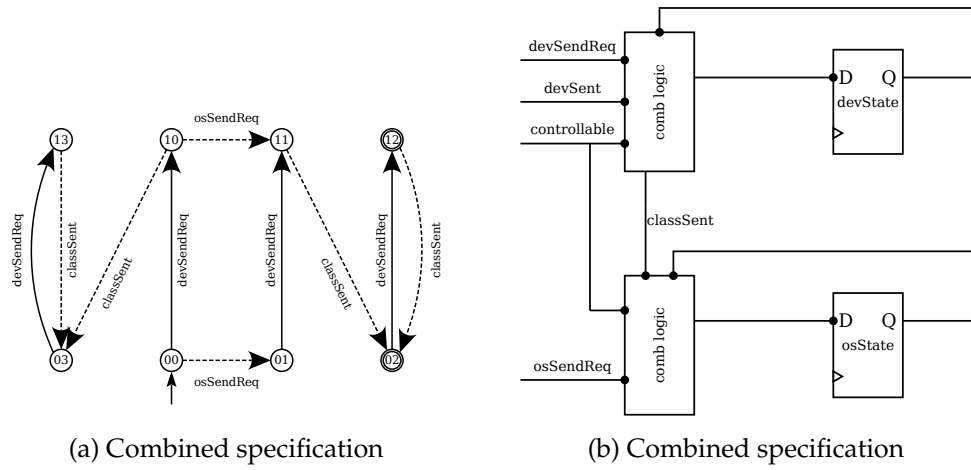 osSendReq
13
10
11
12
devSendReq
classSent
classSent
devSendReq
devSendReq
classSent
devSendReq
classSent
03
00
01
02
osSendReq
(a) Combined specification
devSendReq
devSent
controllable
comb logic
D Q
devState
classSent
comb logic
D Q
osState
osSendReq
(b) Combined specification